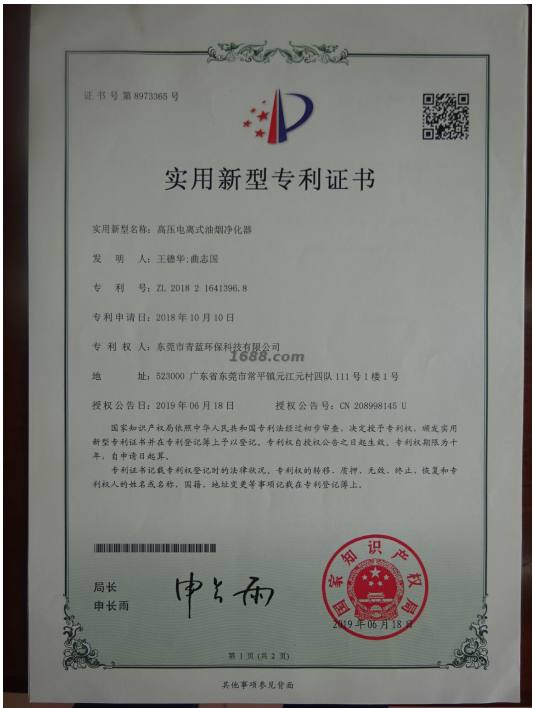 证书号第8973365号
实用新型专利证书
实用新型名称：高压电离式油烟净化器
发明人：王德华;曲志国
专利号：ZL 2018 2 1641396.8
专利申请日：2018年10月10日
专利权人：东莞市青蓝环保科技有限公司
1688.com
地址：523000 广东省东莞市常平镇元江元村四队111号1楼1号
授权公告日：2019年06月18日 授权公告号：CN 208998145 U
国家知识产权局依照中华人民共和国专利法经过初步审查，决定授予专利权，颁发实用
新型专利证书并在专利登记簿上予以登记。专利权自授权公告之日起生效。专利权期限为十
年，自申请日起算。
专利证书记载专利权登记时的法律状况。专利权的转移、质押、无效、终止、恢复和专
利权人的姓名或名称、国籍、地址变更等事项记载在专利登记簿上。
局长
申长雨
申长雨
国家知识产权局
2019年06月18日
第1页(共2页)
其他事项参见背面